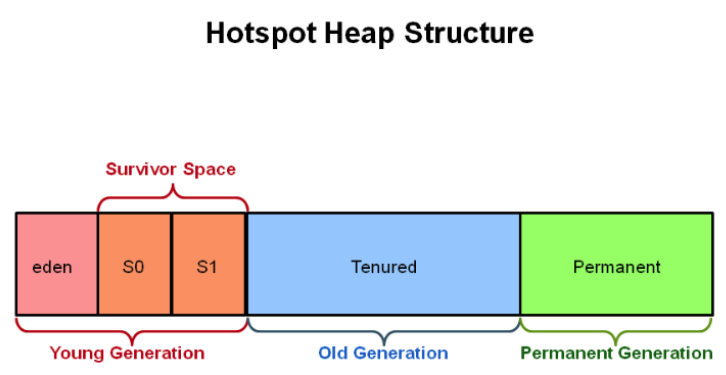 Hotspot Heap Structure
Survivor Space
eden S0 S1 Tenured Permanent
Young Generation Old Generation Permanent Generation